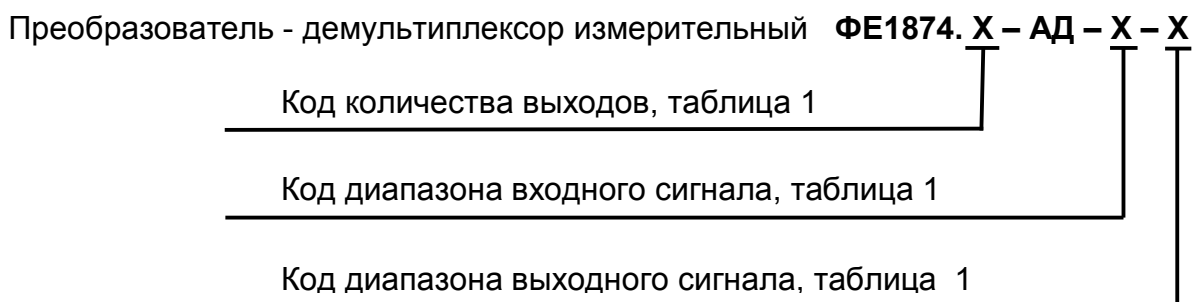 Преобразователь - демультиплексор измерительный ФЕ1874. Х – АД – Х – Х
Код количества выходов, таблица 1
Код диапазона входного сигнала, таблица 1
Код диапазона выходного сигнала, таблица 1